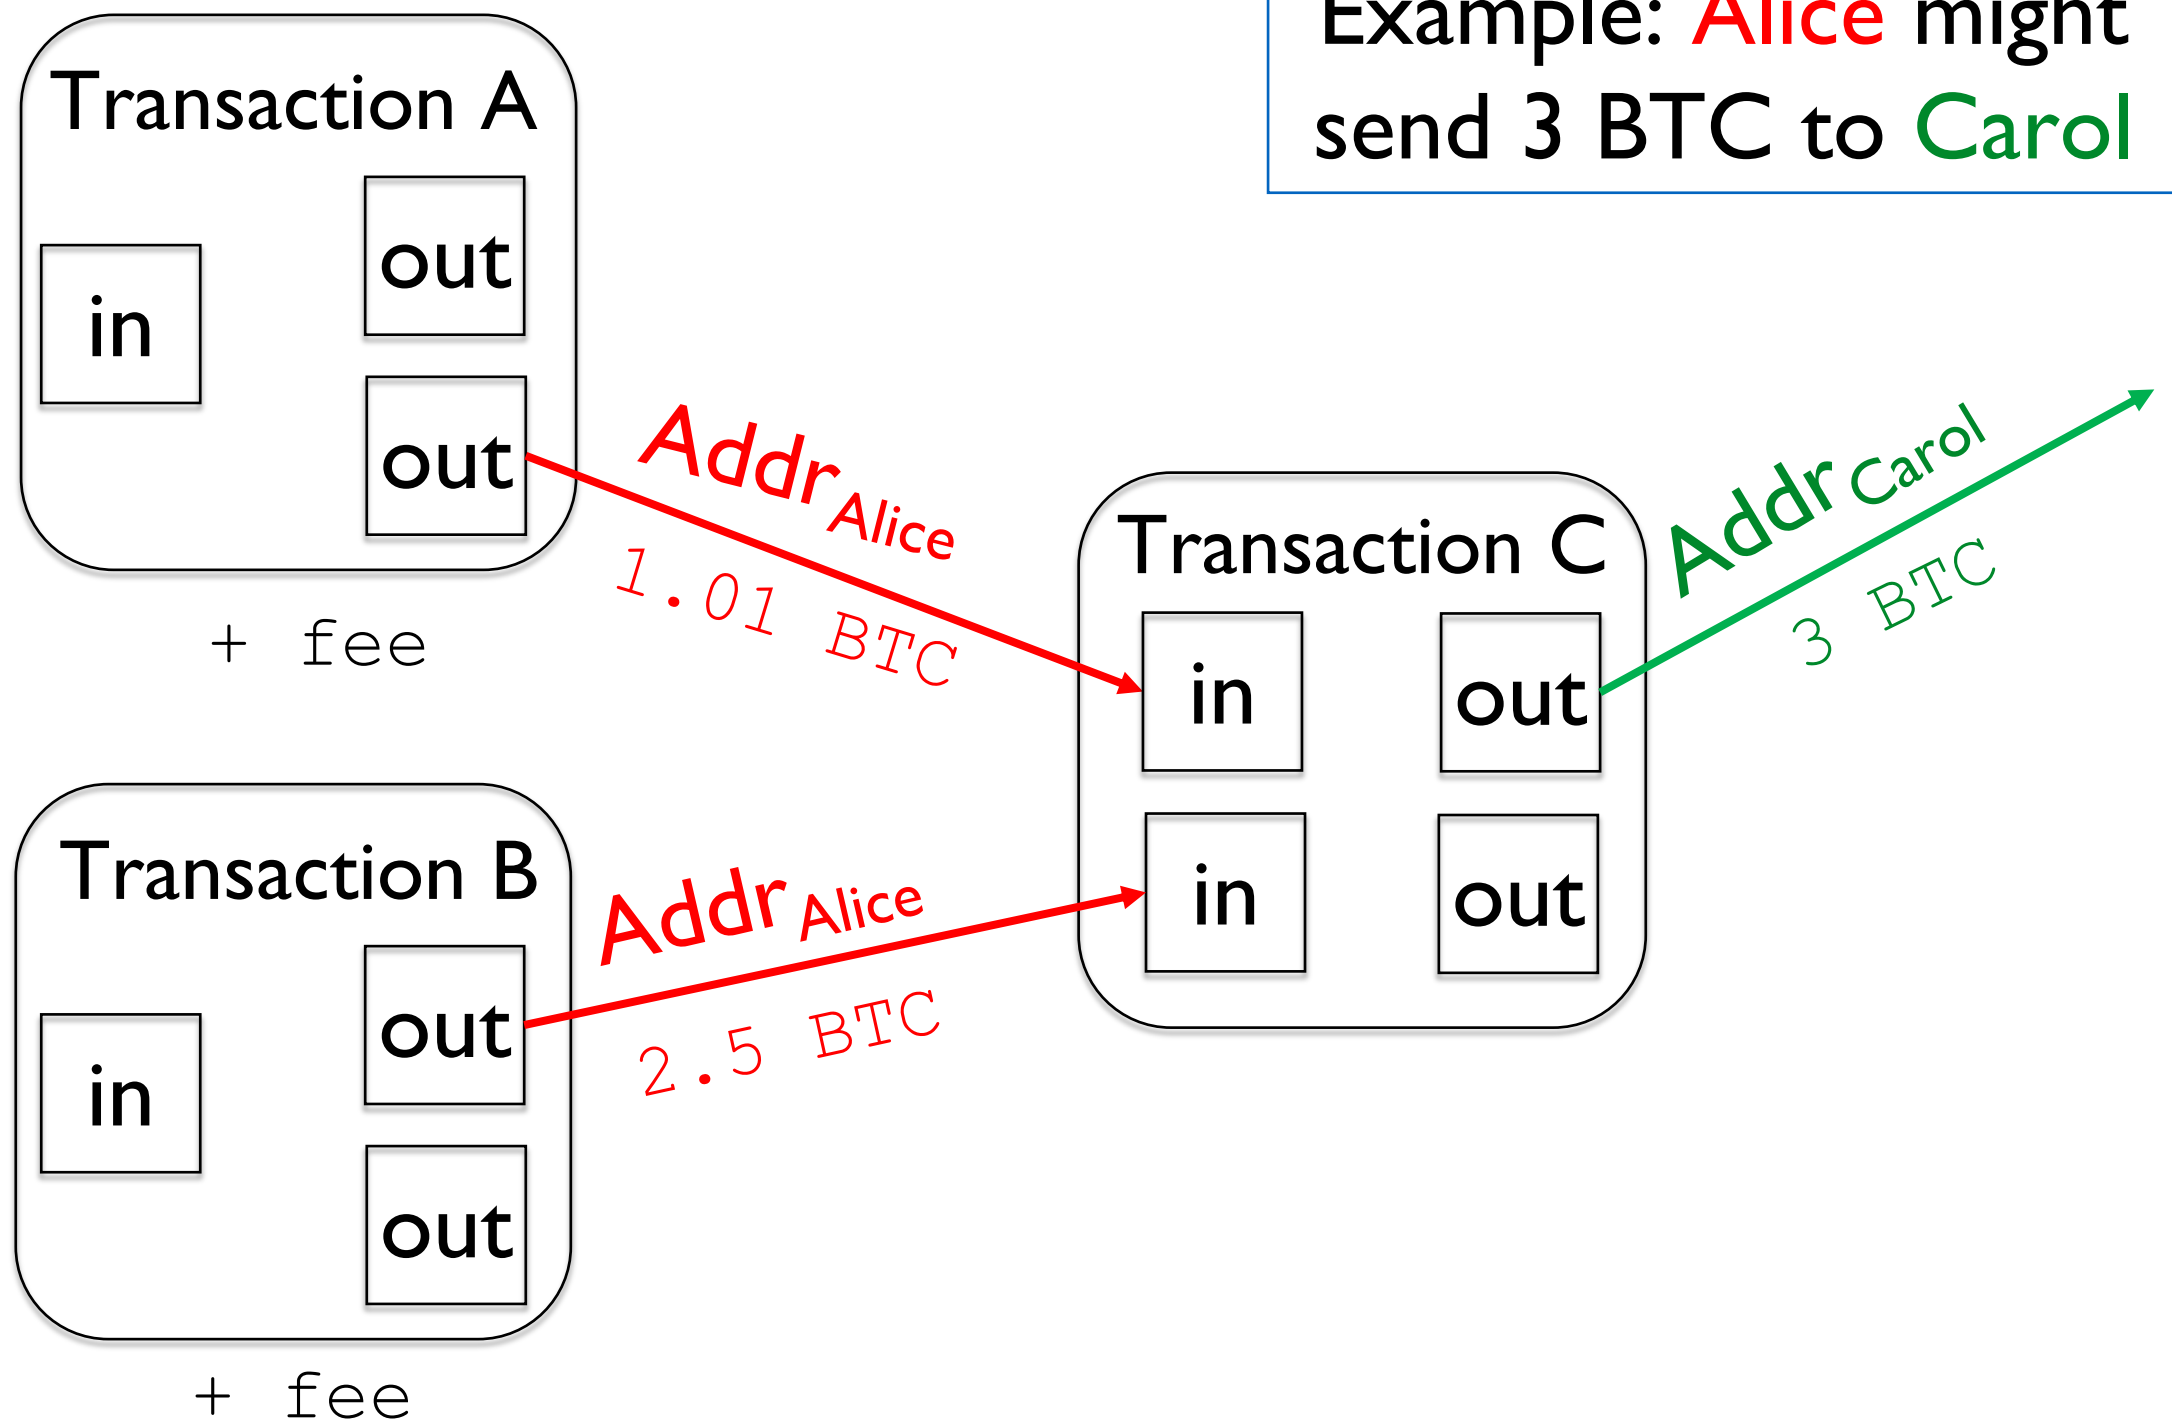 Example: Alice might
send 3 BTC to Carol
Transaction A
in
out
out
+ fee
Addr Alice
1.01 BTC
Transaction B
in
out
out
+ fee
Addr Alice
2.5 BTC
Transaction C
in
out
in
out
Addr Carol
3 BTC